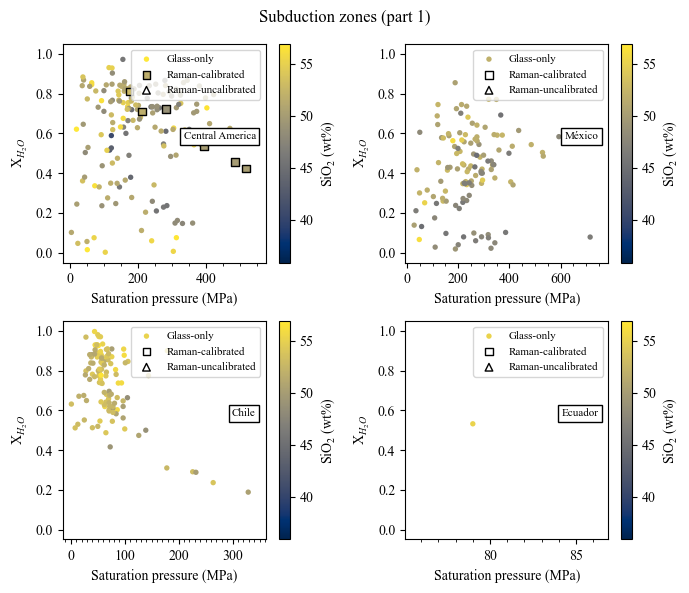 Subduction zones (part 1)
1.0
0.8
0.6
0.4
0.2
0.0
X_{H_2O}
0
200
400
Saturation pressure (MPa)
Glass-only
Raman-calibrated
Raman-uncalibrated
Central America
55
50
45
40
SiO₂ (wt%)
1.0
0.8
0.6
0.4
0.2
0.0
X_{H_2O}
0
200
400
600
Saturation pressure (MPa)
Glass-only
Raman-calibrated
Raman-uncalibrated
México
55
50
45
40
SiO₂ (wt%)
1.0
0.8
0.6
0.4
0.2
0.0
X_{H_2O}
0
100
200
300
Saturation pressure (MPa)
Glass-only
Raman-calibrated
Raman-uncalibrated
Chile
55
50
45
40
SiO₂ (wt%)
1.0
0.8
0.6
0.4
0.2
0.0
X_{H_2O}
80
85
Saturation pressure (MPa)
Glass-only
Raman-calibrated
Raman-uncalibrated
Ecuador
55
50
45
40
SiO₂ (wt%)